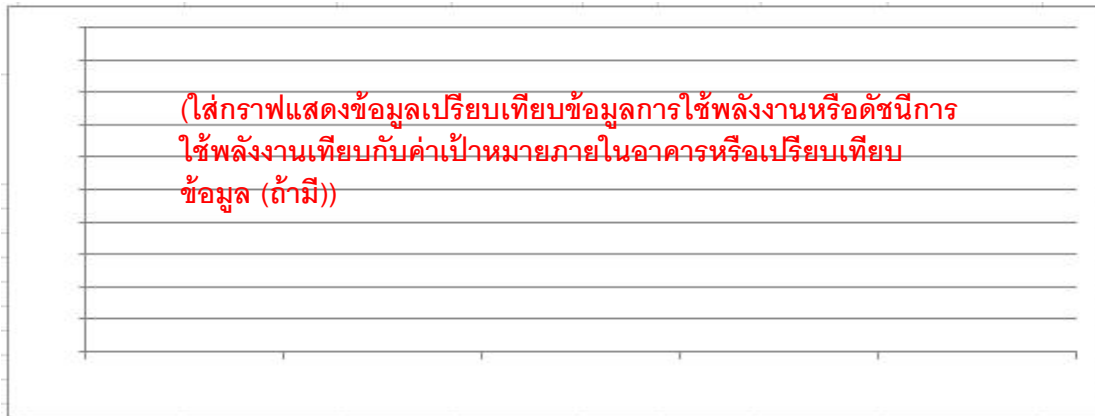 (ใส่กราฟแสดงข้อมูลเปรียบเทียบข้อมูลการใช้พลังงานหรือดัชนีการ
ใช้พลังงานเทียบกับค่าเป้าหมายภายในอาคารหรือเปรียบเทียบ
ข้อมูล (ถ้ามี))